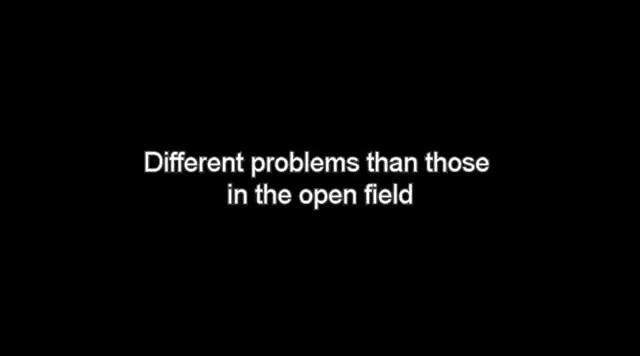 Different problems than those
in the open field